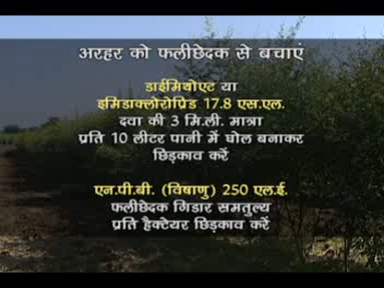 अरहर को फलीछेदक से बचाएं
डाईमिथोएट या
इमिडाक्लोरोप्रिड 17.8 एस.एल.
दवा की 3 मि.ली. मात्रा
प्रति 10 लीटर पानी में घोल बनाकर
छिड़काव करें
एन.पी.बी. (विषाणु) 250 एल.ई.
फलीछेदक गिडार समतुल्य
प्रति हैक्टेयर छिड़काव करें